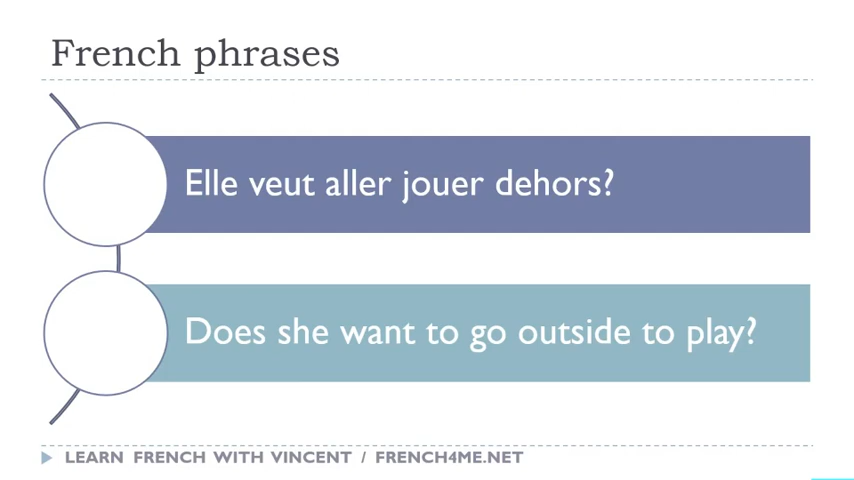 French phrases
Elle veut aller jouer dehors?
Does she want to go outside to play?
LEARN FRENCH WITH VINCENT / FRENCH4ME.NET